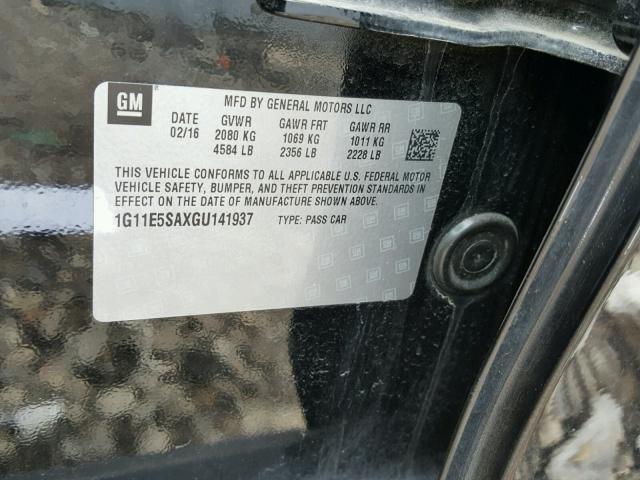 GM
MFD BY GENERAL MOTORS LLC
DATE GVWR GAWR FRT GAWR RR
02/16 2080 KG 1069 KG 1011 KG
4584 LB 2356 LB 2228 LB
THIS VEHICLE CONFORMS TO ALL APPLICABLE U.S. FEDERAL MOTOR
VEHICLE SAFETY, BUMPER, AND THEFT PREVENTION STANDARDS IN
EFFECT ON THE DATE OF MANUFACTURE SHOWN ABOVE.
1G11E5SAXGU141937 TYPE: PASS CAR